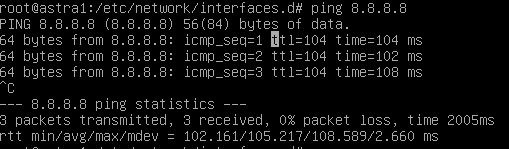 root@astra1:/etc/network/interfaces.d# ping 8.8.8.8
PING 8.8.8.8 (8.8.8.8) 56(84) bytes of data.
64 bytes from 8.8.8.8: icmp_seq=1 ttl=104 time=104 ms
64 bytes from 8.8.8.8: icmp_seq=2 ttl=104 time=102 ms
64 bytes from 8.8.8.8: icmp_seq=3 ttl=104 time=108 ms
^C
--- 8.8.8.8 ping statistics ---
3 packets transmitted, 3 received, 0% packet loss, time 2005ms
rtt min/avg/max/mdev = 102.161/105.217/108.589/2.660 ms